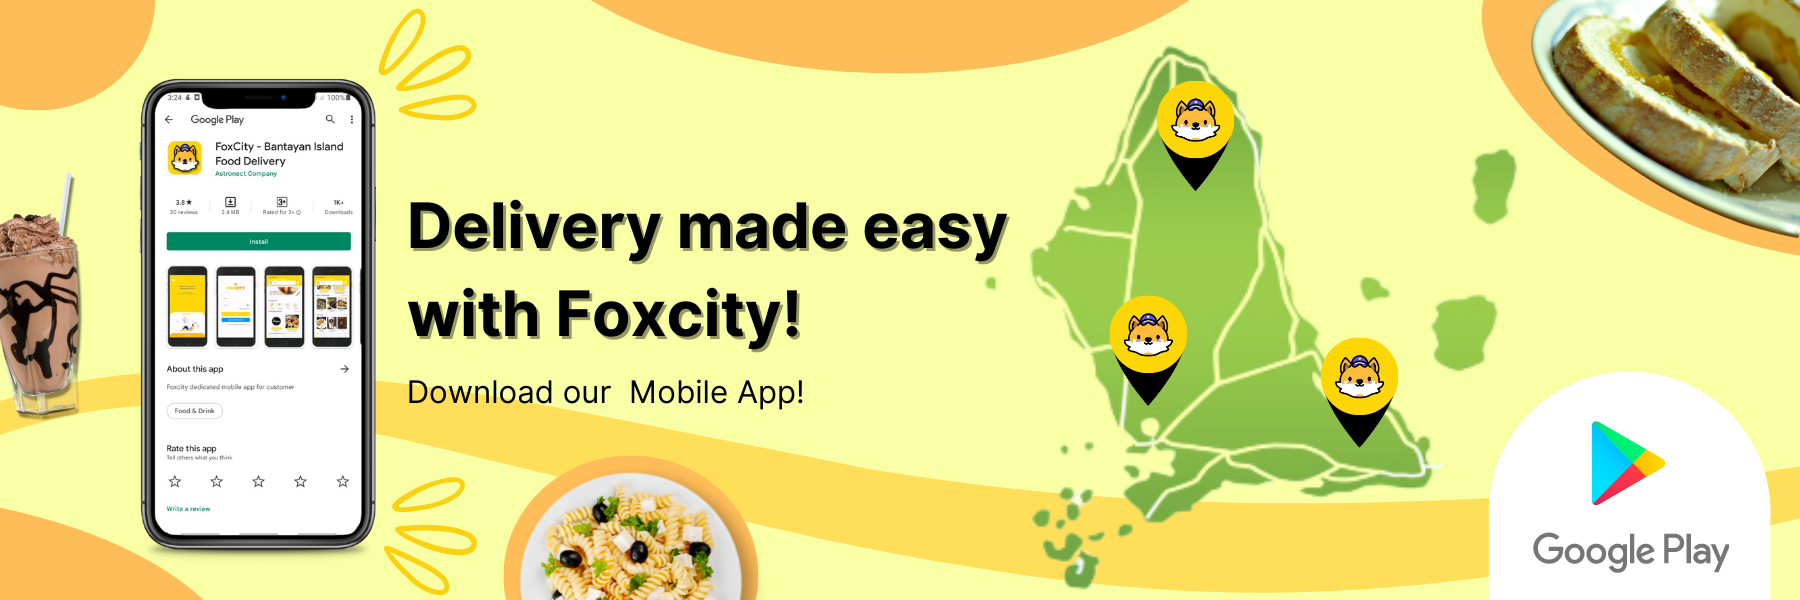 3:24
100%
Google Play
FoxCity - Bantayan Island
Food Delivery
Astronect Company
3.8★
3+
1K+
30 reviews
2.4 MB
Rated for 3+
Downloads
Install
About this app
Foxcity dedicated mobile app for customer
Food & Drink
Rate this app
Tell others what you think
Write a review
Delivery made easy
with Foxcity!
Download our  Mobile App!
Google Play